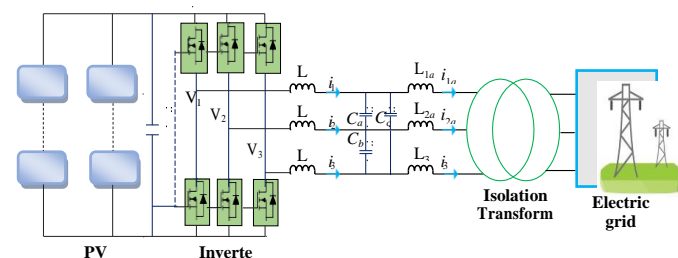 V1
V2
V3
L
i1
L1a
i1a
L
i2
Ca
Cc
L2a
i2a
Cb
L
i3
L3
i3
Isolation
Transform
Electric
grid
PV
Inverte